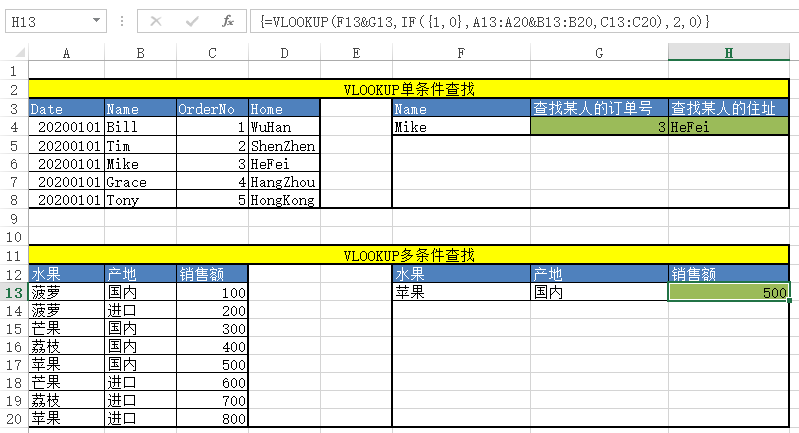 H13 fx {=VLOOKUP(F13&G13,IF({1,0},A13:A20&B13:B20,C13:C20),2,0)}
A B C D E F G H
1
2 VLOOKUP单条件查找
3 Date Name OrderNo Home Name 查找某人的订单号 查找某人的住址
4 20200101 Bill 1 WuHan Mike 3 HeFei
5 20200101 Tim 2 ShenZhen
6 20200101 Mike 3 HeFei
7 20200101 Grace 4 HangZhou
8 20200101 Tony 5 HongKong
9
10
11 VLOOKUP多条件查找
12 水果 产地 销售额 水果 产地 销售额
13 菠萝 国内 100 苹果 国内 500
14 菠萝 进口 200
15 芒果 国内 300
16 荔枝 国内 400
17 苹果 国内 500
18 芒果 进口 600
19 荔枝 进口 700
20 苹果 进口 800